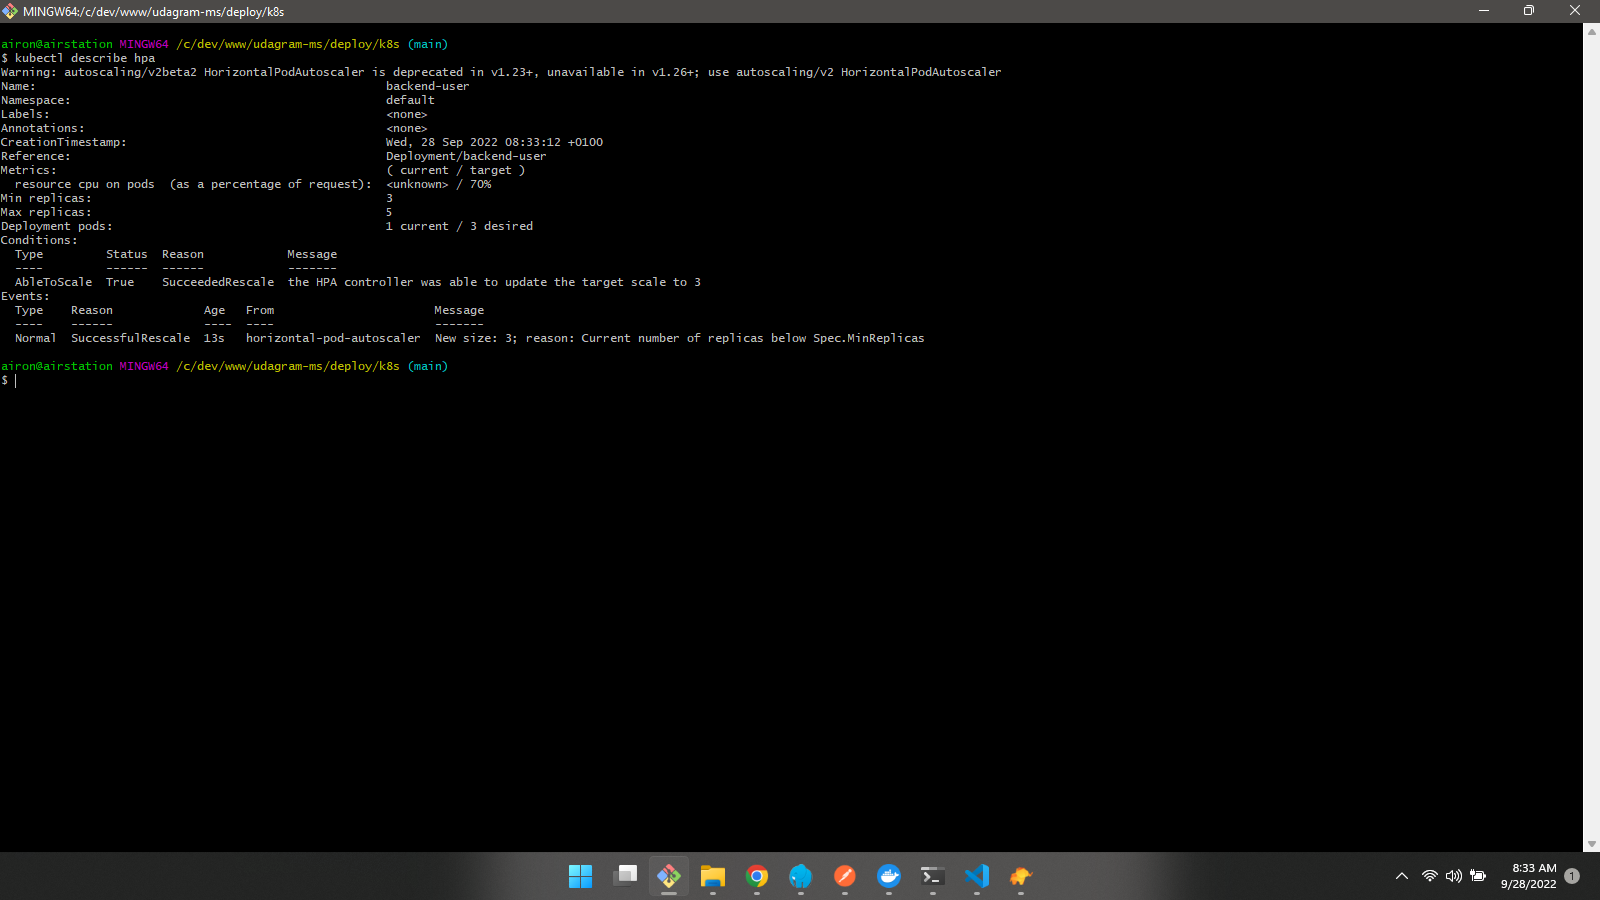 MINGW64:/c/dev/www/udagram-ms/deploy/k8s
airon@airstation MINGW64 /c/dev/www/udagram-ms/deploy/k8s (main)
$ kubectl describe hpa
Warning: autoscaling/v2beta2 HorizontalPodAutoscaler is deprecated in v1.23+, unavailable in v1.26+; use autoscaling/v2 HorizontalPodAutoscaler
Name: backend-user
Namespace: default
Labels: <none>
Annotations: <none>
CreationTimestamp: Wed, 28 Sep 2022 08:33:12 +0100
Reference: Deployment/backend-user
Metrics: ( current / target )
  resource cpu on pods  (as a percentage of request):  <unknown> / 70%
Min replicas: 3
Max replicas: 5
Deployment pods: 1 current / 3 desired
Conditions:
  Type         Status  Reason            Message
  ----         ------  ------            -------
  AbleToScale  True    SucceededRescale  the HPA controller was able to update the target scale to 3
Events:
  Type    Reason             Age   From                       Message
  ----    ------             ----  ----                       -------
  Normal  SuccessfulRescale  13s   horizontal-pod-autoscaler  New size: 3; reason: Current number of replicas below Spec.MinReplicas
airon@airstation MINGW64 /c/dev/www/udagram-ms/deploy/k8s (main)
$
8:33 AM
9/28/2022
1